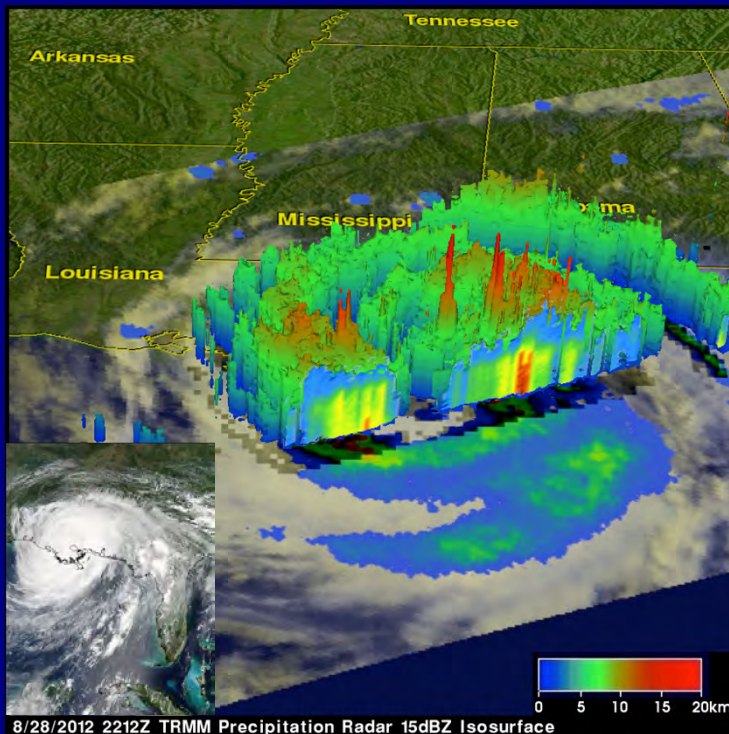 Tennessee
Arkansas
Mississippi
Louisiana
0 5 10 15 20km
8/28/2012 2212Z TRMM Precipitation Radar 15dBZ Isosurface